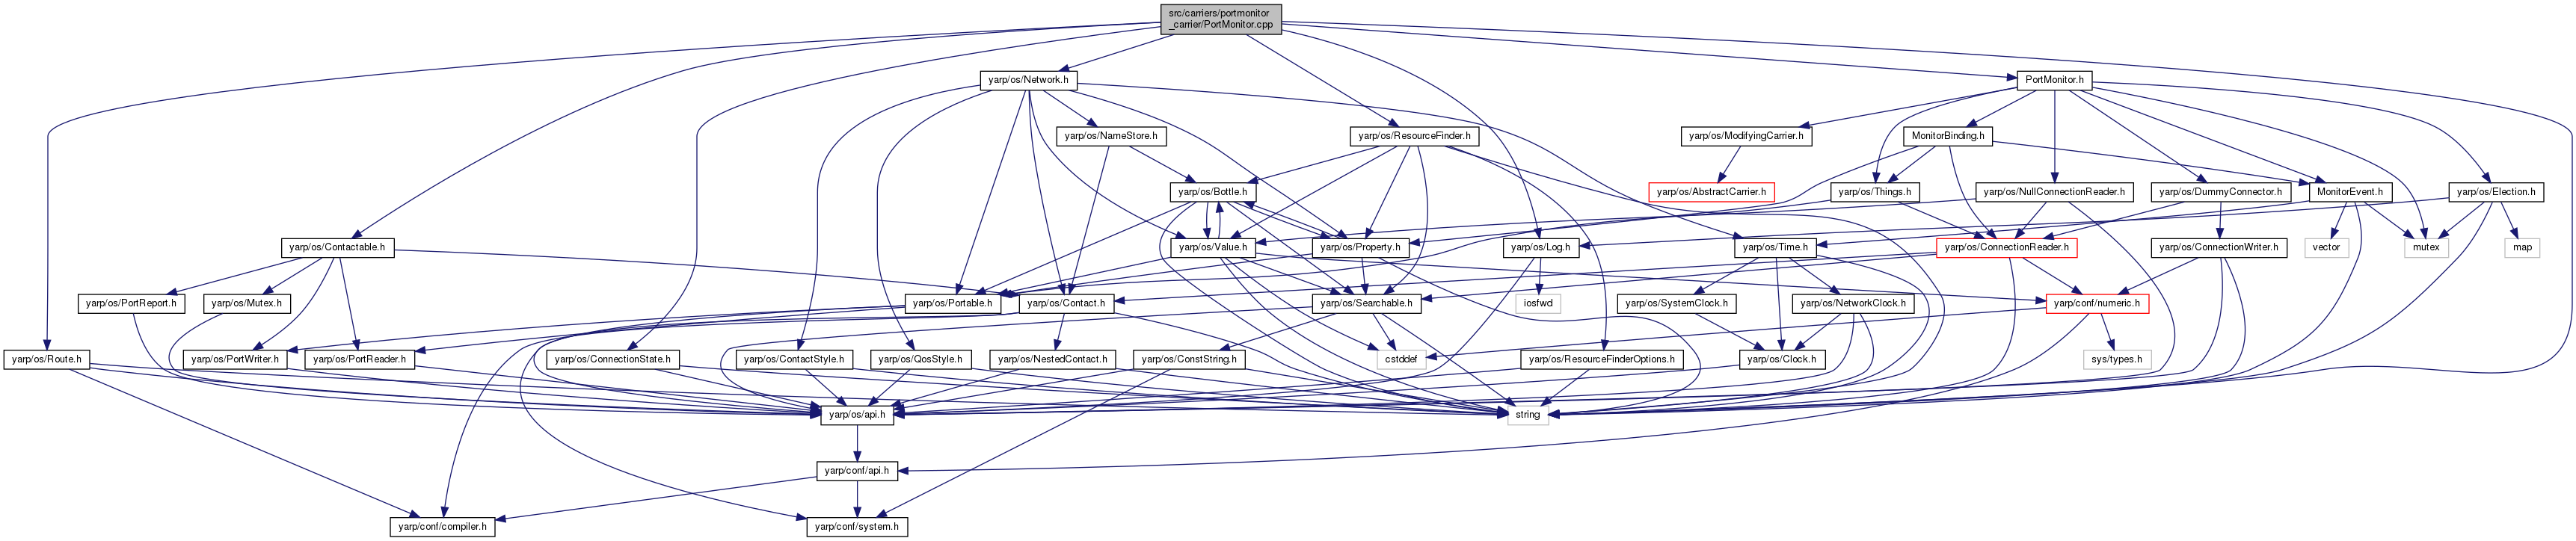 src/carriers/portmonitor
_carrier/PortMonitor.cpp
yarp/os/Network.h
PortMonitor.h
yarp/os/NameStore.h
yarp/os/ResourceFinder.h
yarp/os/ModifyingCarrier.h
MonitorBinding.h
yarp/os/Bottle.h
yarp/os/AbstractCarrier.h
yarp/os/Things.h
yarp/os/NullConnectionReader.h
yarp/os/DummyConnector.h
MonitorEvent.h
yarp/os/Election.h
yarp/os/Contactable.h
yarp/os/Value.h
yarp/os/Property.h
yarp/os/Log.h
yarp/os/Time.h
yarp/os/ConnectionReader.h
yarp/os/ConnectionWriter.h
vector
mutex
map
yarp/os/PortReport.h
yarp/os/Mutex.h
yarp/os/Portable.h
yarp/os/Contact.h
yarp/os/Searchable.h
iosfwd
yarp/os/SystemClock.h
yarp/os/NetworkClock.h
yarp/conf/numeric.h
yarp/os/Route.h
yarp/os/PortWriter.h
yarp/os/PortReader.h
yarp/os/ConnectionState.h
yarp/os/ContactStyle.h
yarp/os/QosStyle.h
yarp/os/NestedContact.h
yarp/os/ConstString.h
cstddef
yarp/os/ResourceFinderOptions.h
yarp/os/Clock.h
sys/types.h
yarp/os/api.h
string
yarp/conf/api.h
yarp/conf/compiler.h
yarp/conf/system.h